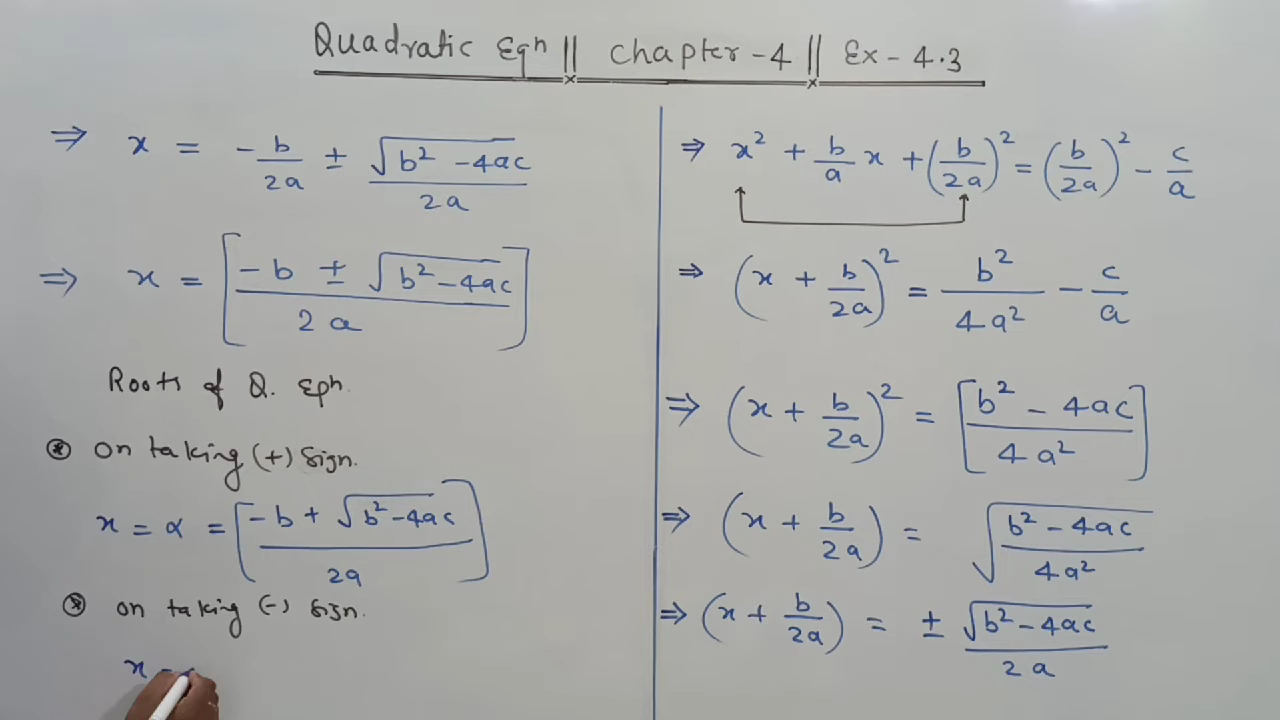 Quadratic Eqn || Chapter-4 || Ex-4.3
⇒ x = -b/2a ± √(b²-4ac)/2a
⇒ x = [(-b ± √(b²-4ac))/2a]
Roots of Q. Eqn.
⊛ On taking (+) Sign.
x = α = [(-b + √(b²-4ac))/2a]
⊛ on taking (-) Sign.
x =
⇒ x² + b/a x + (b/2a)² = (b/2a)² - c/a
⇒ (x + b/2a)² = b²/4a² - c/a
⇒ (x + b/2a)² = [(b² - 4ac)/4a²]
⇒ (x + b/2a) = √((b² - 4ac)/4a²)
⇒ (x + b/2a) = ± √(b²-4ac)/2a